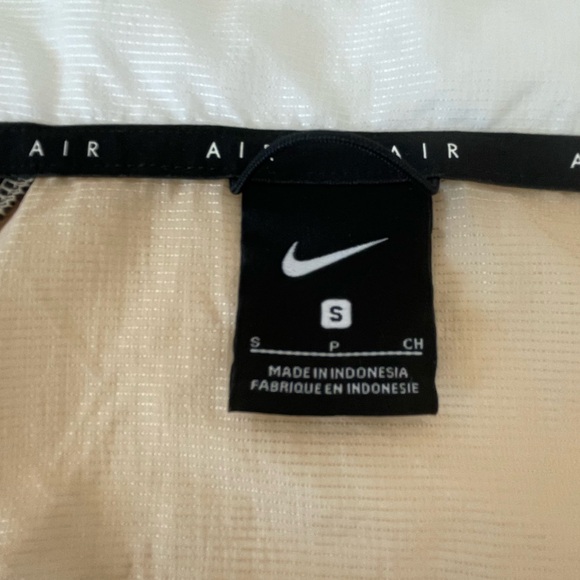 AIR AIR AIR A
S
S P CH
MADE IN INDONESIA
FABRIQUE EN INDONESIE